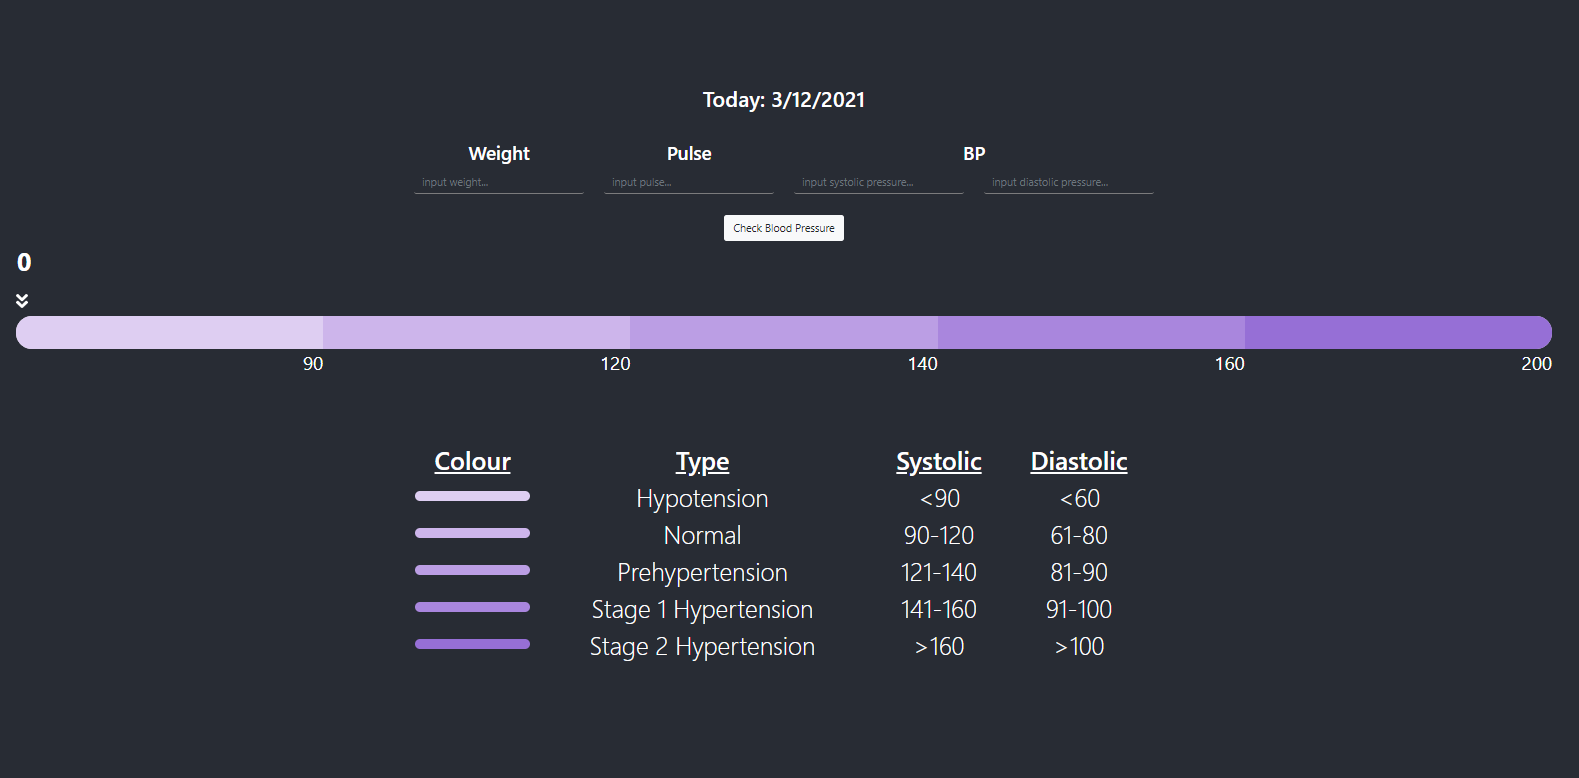 Today: 3/12/2021
Weight Pulse BP
input weight... input pulse... input systolic pressure... input diastolic pressure...
Check Blood Pressure
0
90 120 140 160 200
Colour Type Systolic Diastolic
Hypotension <90 <60
Normal 90-120 61-80
Prehypertension 121-140 81-90
Stage 1 Hypertension 141-160 91-100
Stage 2 Hypertension >160 >100